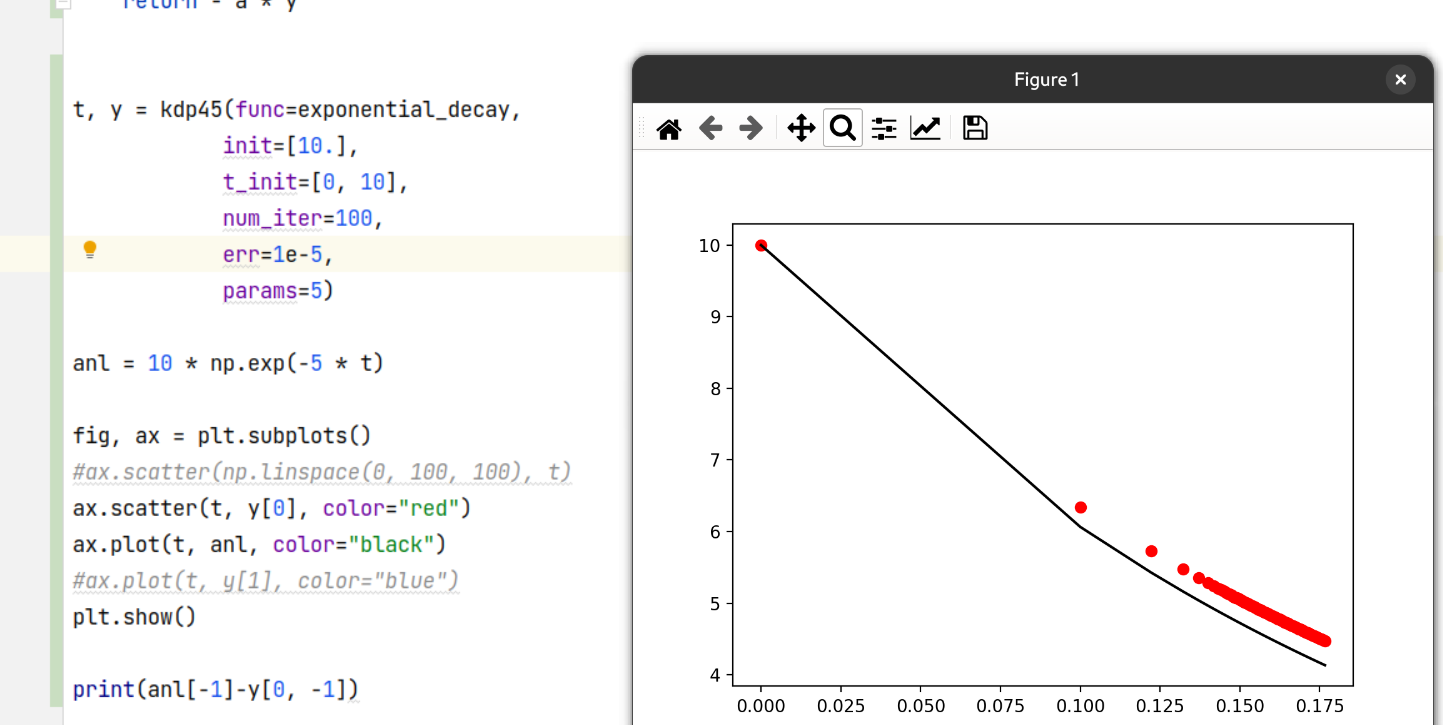 return - a * y
t, y = kdp45(func=exponential_decay,
init=[10.],
t_init=[0, 10],
num_iter=100,
err=1e-5,
params=5)
anl = 10 * np.exp(-5 * t)
fig, ax = plt.subplots()
#ax.scatter(np.linspace(0, 100, 100), t)
ax.scatter(t, y[0], color="red")
ax.plot(t, anl, color="black")
#ax.plot(t, y[1], color="blue")
plt.show()
print(anl[-1]-y[0, -1])
Figure 1
10
9
8
7
6
5
4
0.000 0.025 0.050 0.075 0.100 0.125 0.150 0.175